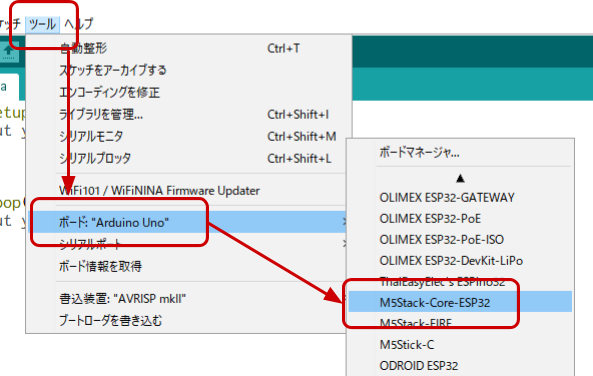 ケッチ ツール ヘルプ
自動整形 Ctrl+T
スケッチをアーカイブする
エンコーディングを修正
ライブラリを管理... Ctrl+Shift+I
シリアルモニタ Ctrl+Shift+M
シリアルプロッタ Ctrl+Shift+L
WiFi101 / WiFiNINA Firmware Updater
ボード: "Arduino Uno"
シリアルポート
ボード情報を取得
書込装置: "AVRISP mkII"
ブートローダを書き込む
a
etup
ut y
oop(
ut y
ボードマネージャ...
▲
OLIMEX ESP32-GATEWAY
OLIMEX ESP32-PoE
OLIMEX ESP32-PoE-ISO
OLIMEX ESP32-DevKit-LiPo
ThaiEasyElec's ESPino32
M5Stack-Core-ESP32
M5Stack-FIRE
M5Stick-C
ODROID ESP32